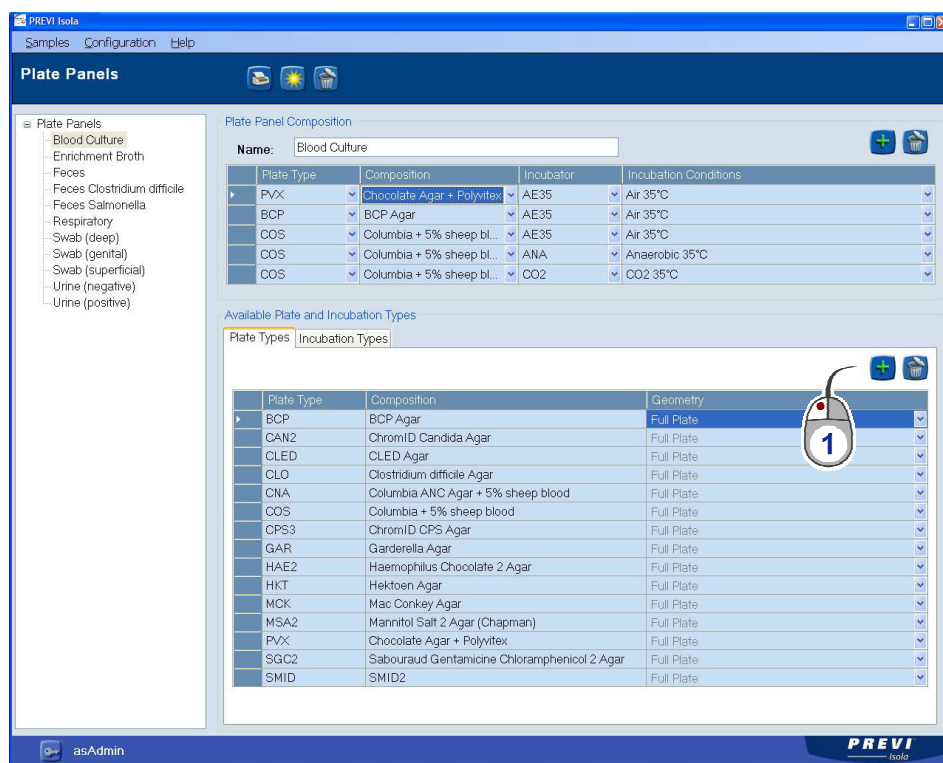 PREVI Isola
Samples Configuration Help
Plate Panels
Plate Panels
Blood Culture
Enrichment Broth
Feces
Feces Clostridium difficile
Feces Salmonella
Respiratory
Swab (deep)
Swab (genital)
Swab (superficial)
Urine (negative)
Urine (positive)
Plate Panel Composition
Name: Blood Culture
Plate Type Composition Incubator Incubation Conditions
PVX Chocolate Agar + Polyvitex AE35 Air 35°C
BCP BCP Agar AE35 Air 35°C
COS Columbia + 5% sheep bl... AE35 Air 35°C
COS Columbia + 5% sheep bl... ANA Anaerobic 35°C
COS Columbia + 5% sheep bl... CO2 CO2 35°C
Available Plate and Incubation Types
Plate Types Incubation Types
Plate Type Composition Geometry
BCP BCP Agar Full Plate
CAN2 ChromID Candida Agar Full Plate
CLED CLED Agar Full Plate
CLO Clostridium difficile Agar Full Plate
CNA Columbia ANC Agar + 5% sheep blood Full Plate
COS Columbia + 5% sheep blood Full Plate
CPS3 ChromID CPS Agar Full Plate
GAR Garderella Agar Full Plate
HAE2 Haemophilus Chocolate 2 Agar Full Plate
HKT Hektoen Agar Full Plate
MCK Mac Conkey Agar Full Plate
MSA2 Mannitol Salt 2 Agar (Chapman) Full Plate
PVX Chocolate Agar + Polyvitex Full Plate
SGC2 Sabouraud Gentamicine Chloramphenicol 2 Agar Full Plate
SMID SMID2 Full Plate
1
asAdmin
PREVI
Isola